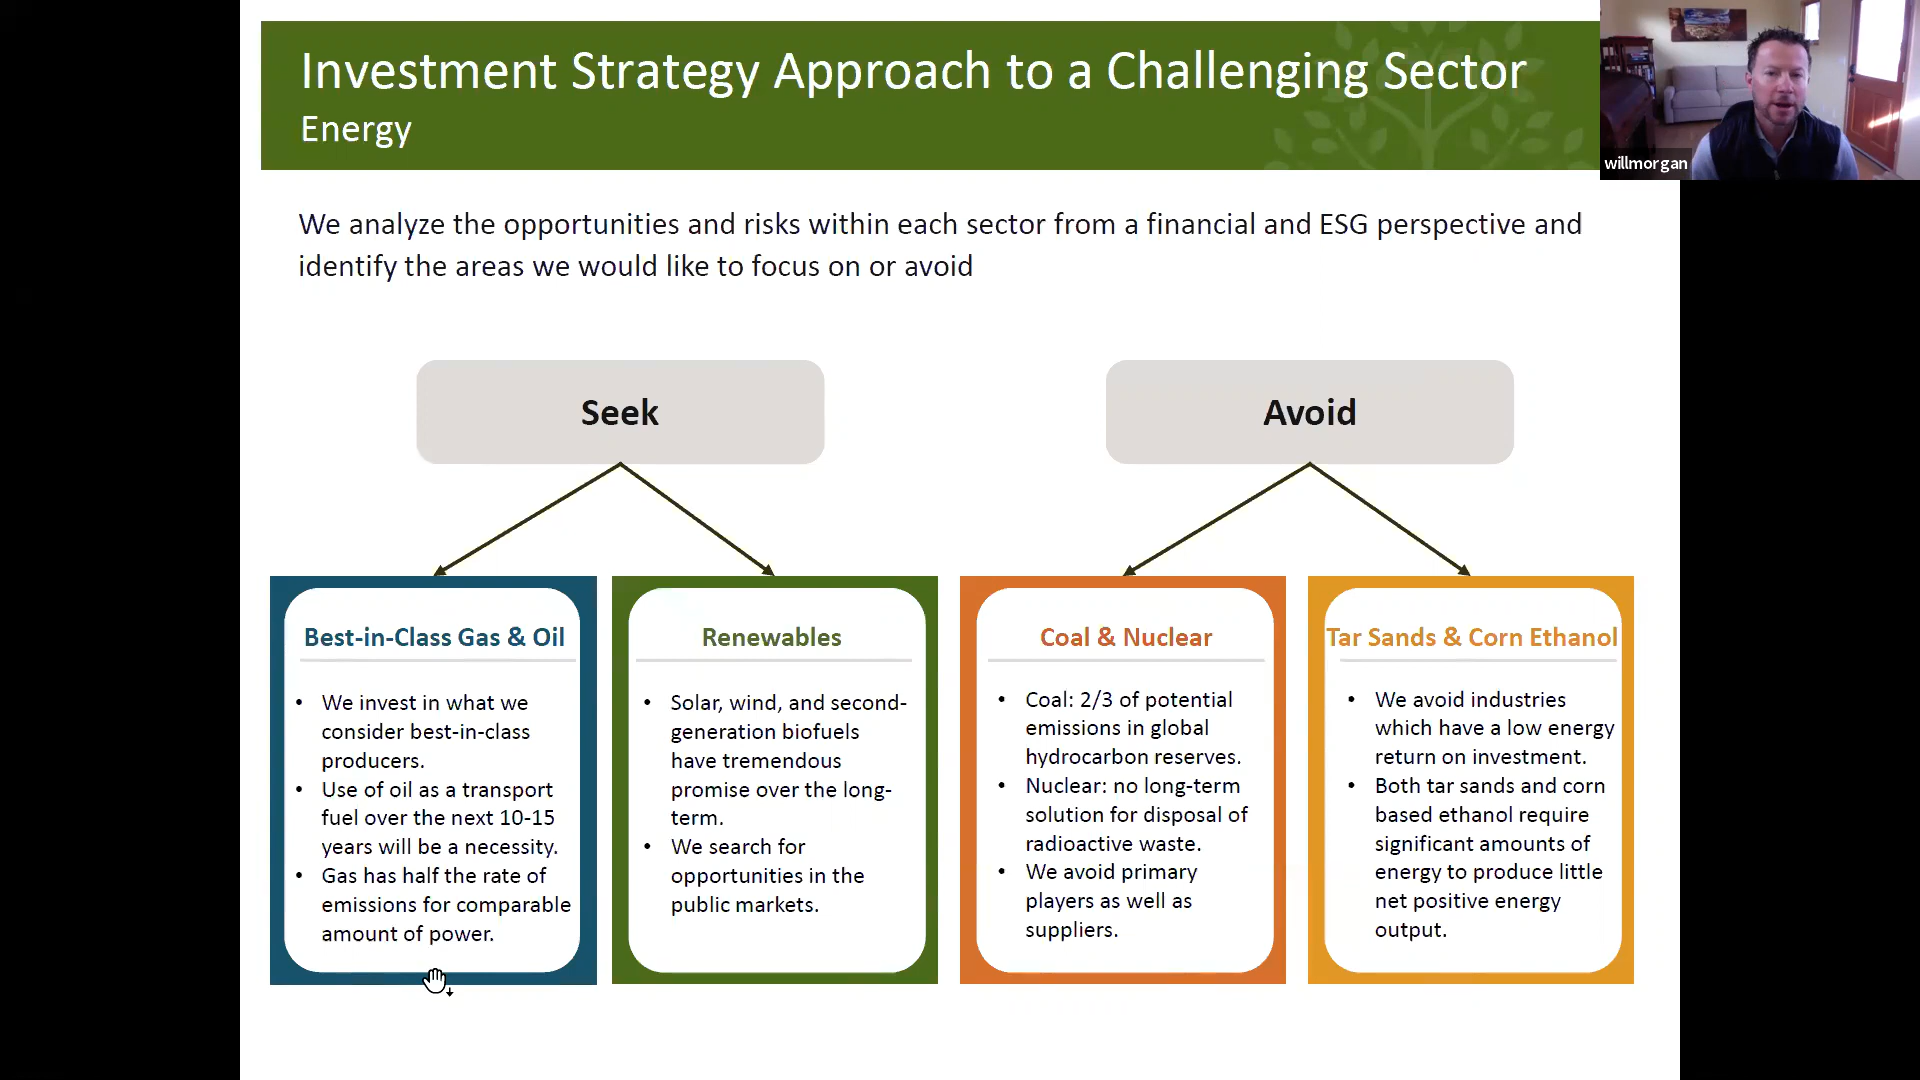 Investment Strategy Approach to a Challenging Sector
Energy
willmorgan
We analyze the opportunities and risks within each sector from a financial and ESG perspective and
identify the areas we would like to focus on or avoid
Seek
Avoid
Best-in-Class Gas & Oil
• We invest in what we
consider best-in-class
producers.
• Use of oil as a transport
fuel over the next 10-15
years will be a necessity.
• Gas has half the rate of
emissions for comparable
amount of power.
Renewables
• Solar, wind, and second-
generation biofuels
have tremendous
promise over the long-
term.
• We search for
opportunities in the
public markets.
Coal & Nuclear
• Coal: 2/3 of potential
emissions in global
hydrocarbon reserves.
• Nuclear: no long-term
solution for disposal of
radioactive waste.
• We avoid primary
players as well as
suppliers.
Tar Sands & Corn Ethanol
• We avoid industries
which have a low energy
return on investment.
• Both tar sands and corn
based ethanol require
significant amounts of
energy to produce little
net positive energy
output.